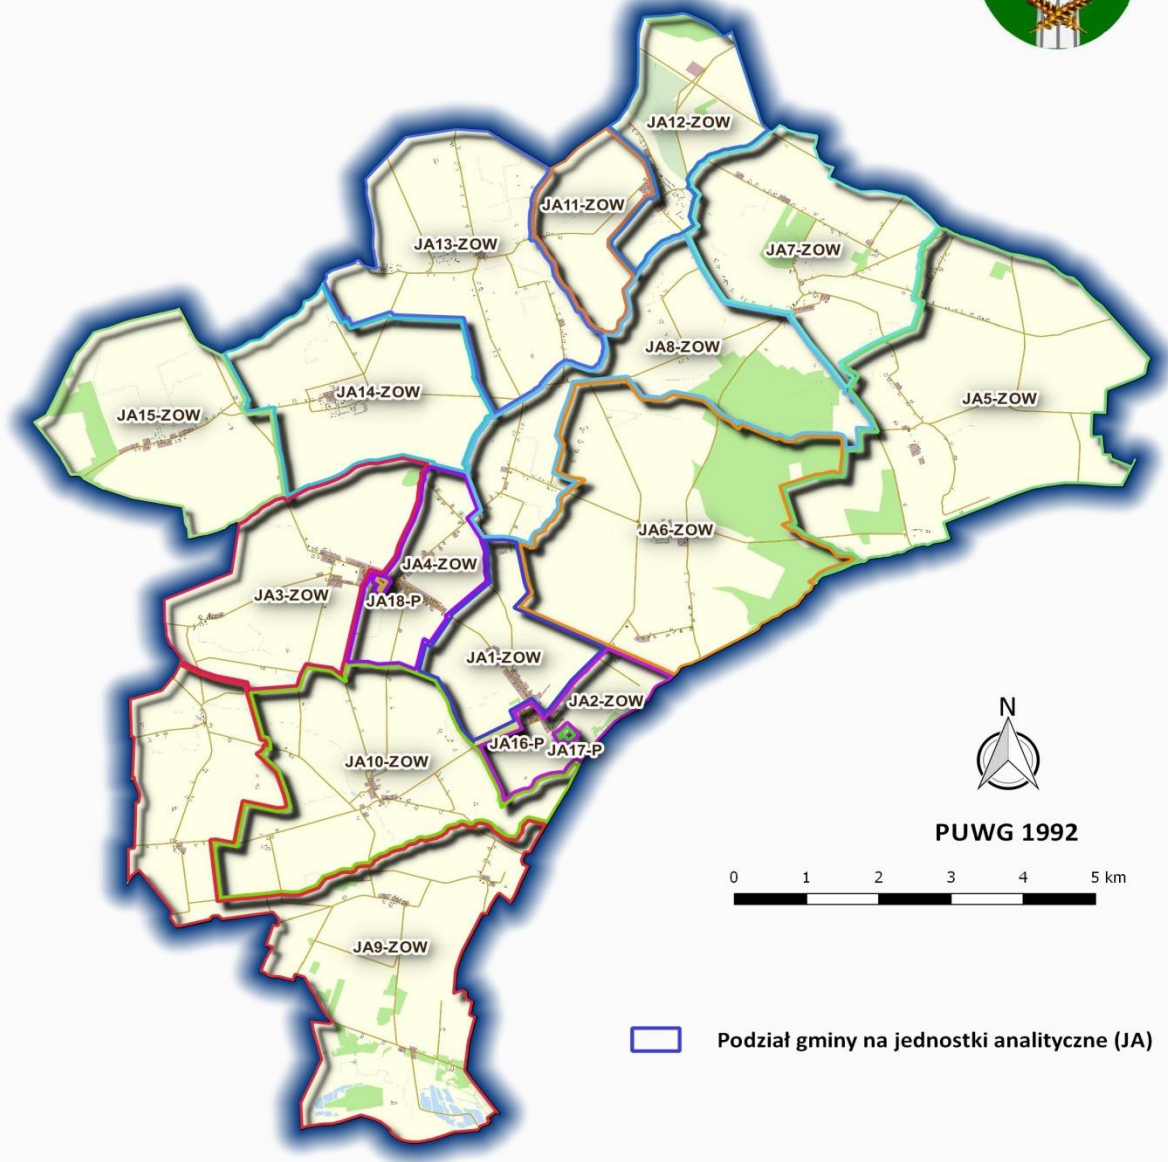 JA12-ZOW
JA11-ZOW
JA13-ZOW
JA7-ZOW
JA8-ZOW
JA14-ZOW
JA5-ZOW
JA15-ZOW
JA6-ZOW
JA4-ZOW
JA3-ZOW
JA18-P
JA1-ZOW
JA2-ZOW
JA16-P
JA17-P
JA10-ZOW
JA9-ZOW
N
PUWG 1992
0 1 2 3 4 5 km
Podział gminy na jednostki analityczne (JA)